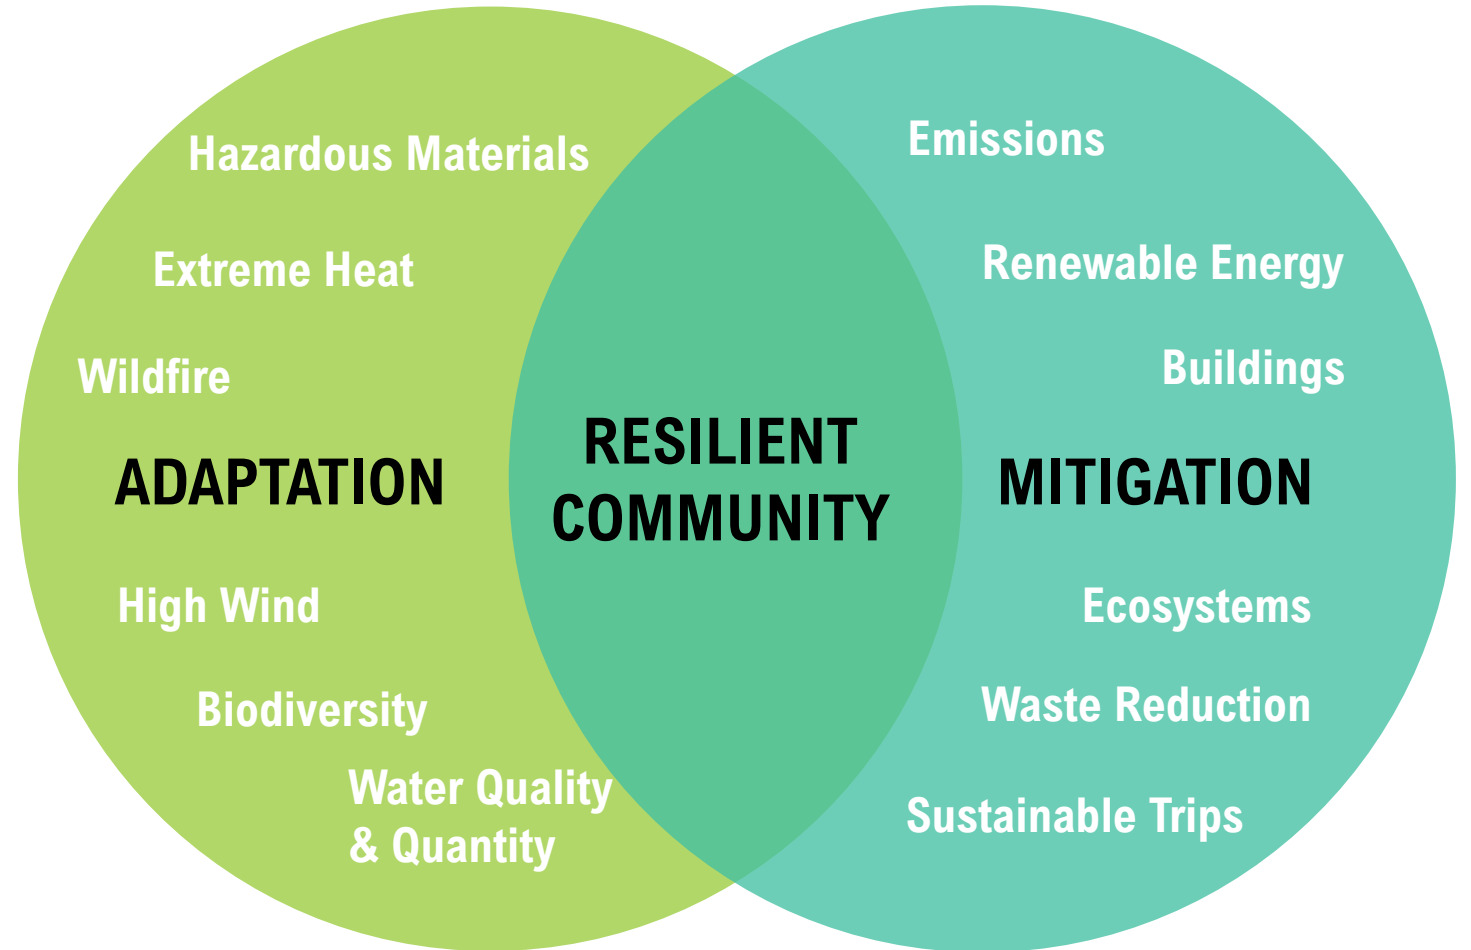 Hazardous Materials
Extreme Heat
Wildfire
ADAPTATION
High Wind
Biodiversity
Water Quality
& Quantity
RESILIENT
COMMUNITY
Emissions
Renewable Energy
Buildings
MITIGATION
Ecosystems
Waste Reduction
Sustainable Trips